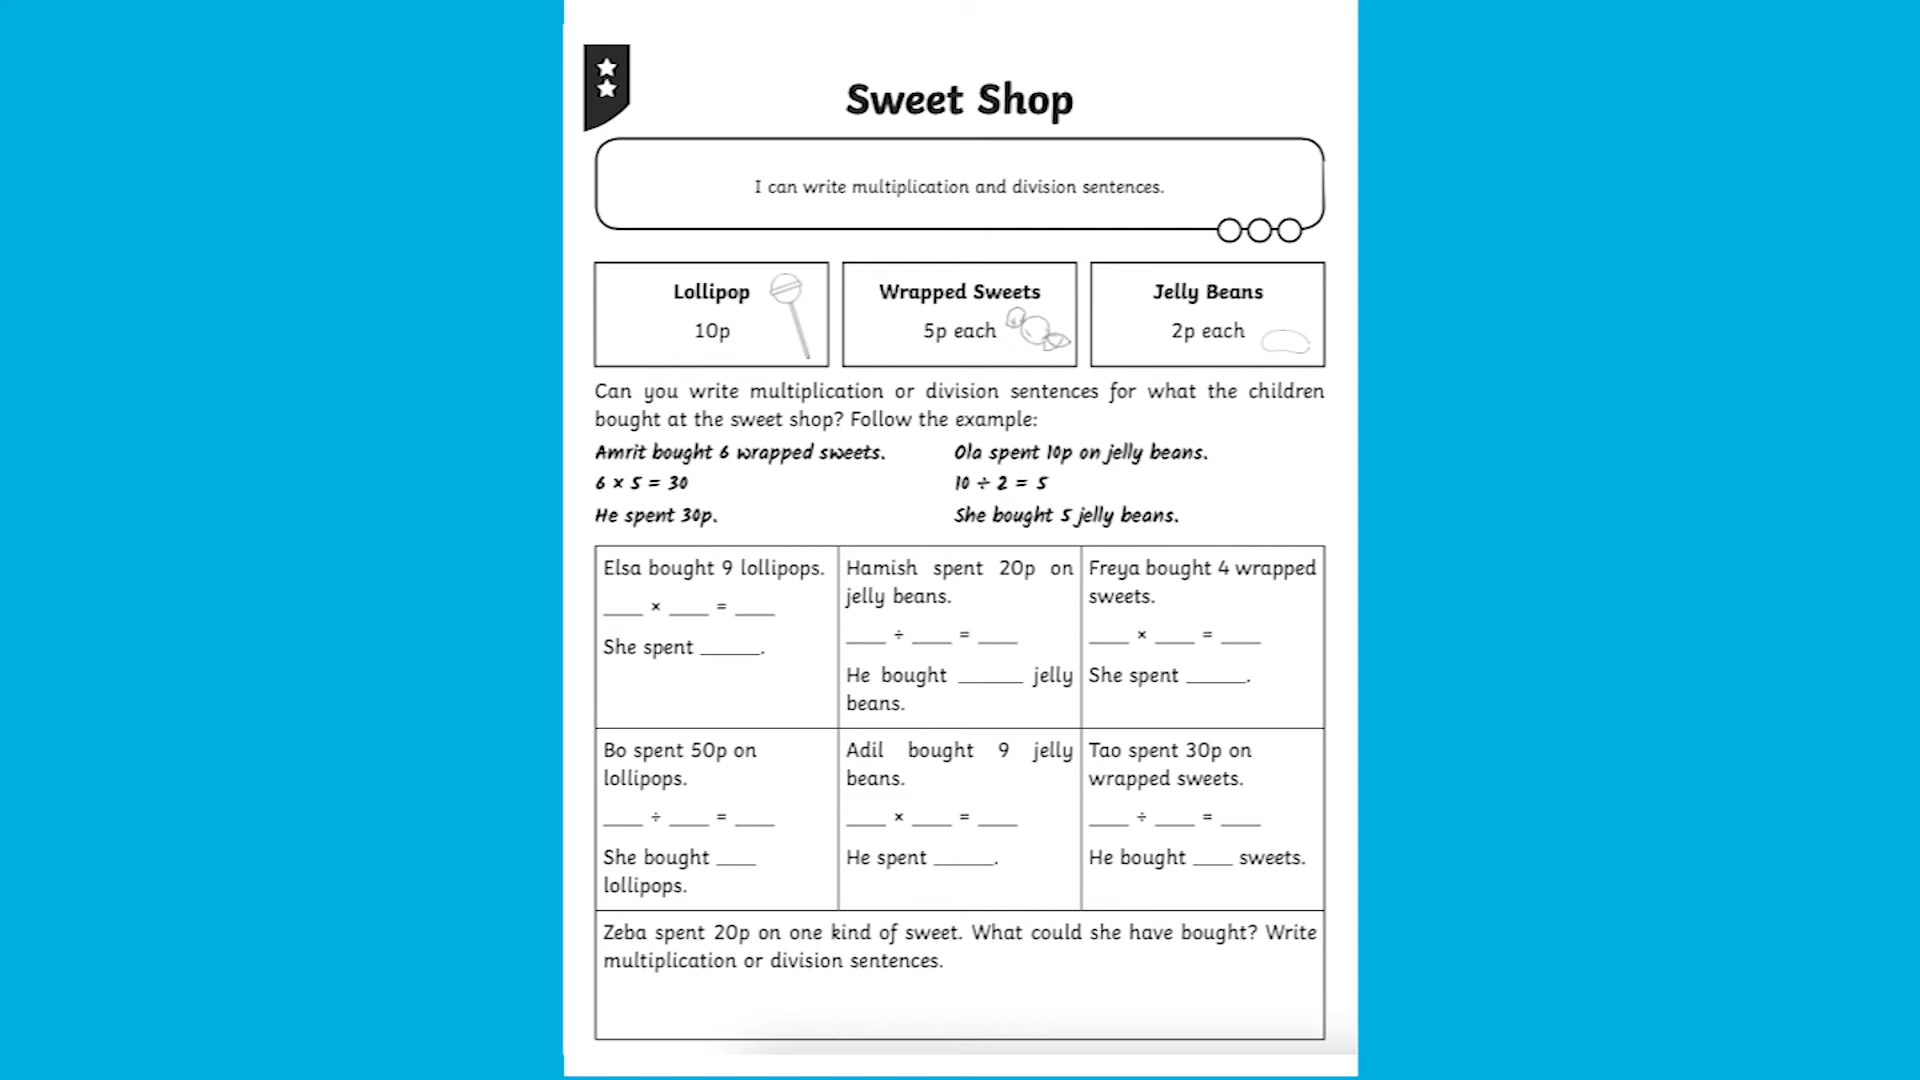 Sweet Shop
I can write multiplication and division sentences.
Lollipop
10p
Wrapped Sweets
5p each
Jelly Beans
2p each
Can you write multiplication or division sentences for what the children
bought at the sweet shop? Follow the example:
Amrit bought 6 wrapped sweets.
6 × 5 = 30
He spent 30p.
Ola spent 10p on jelly beans.
10 ÷ 2 = 5
She bought 5 jelly beans.
Elsa bought 9 lollipops.
____ × ____ = ____
She spent ______.
Hamish spent 20p on
jelly beans.
____ ÷ ____ = ____
He bought ______ jelly
beans.
Freya bought 4 wrapped
sweets.
____ × ____ = ____
She spent ______.
Bo spent 50p on
lollipops.
____ ÷ ____ = ____
She bought ____
lollipops.
Adil bought 9 jelly
beans.
____ × ____ = ____
He spent ______.
Tao spent 30p on
wrapped sweets.
____ ÷ ____ = ____
He bought ____ sweets.
Zeba spent 20p on one kind of sweet. What could she have bought? Write
multiplication or division sentences.